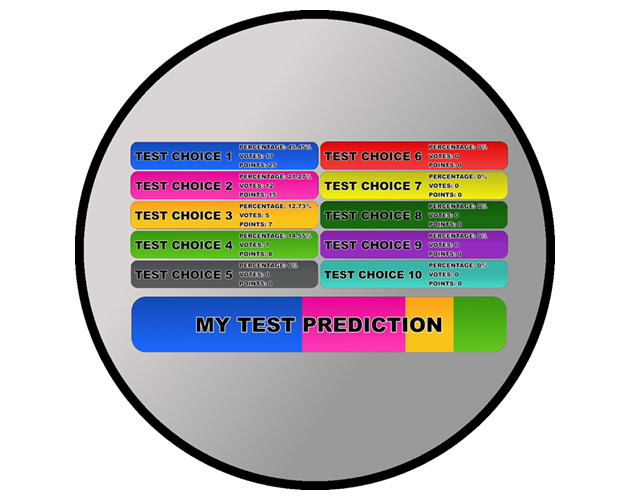 TEST CHOICE 1
PERCENTAGE: 45.45%
VOTES: 17
POINTS: 25
TEST CHOICE 2
PERCENTAGE: 27.27%
VOTES: 12
POINTS: 15
TEST CHOICE 3
PERCENTAGE: 12.73%
VOTES: 5
POINTS: 7
TEST CHOICE 4
PERCENTAGE: 14.55%
VOTES: 7
POINTS: 8
TEST CHOICE 5
PERCENTAGE: 0%
VOTES: 0
POINTS: 0
TEST CHOICE 6
PERCENTAGE: 0%
VOTES: 0
POINTS: 0
TEST CHOICE 7
PERCENTAGE: 0%
VOTES: 0
POINTS: 0
TEST CHOICE 8
PERCENTAGE: 0%
VOTES: 0
POINTS: 0
TEST CHOICE 9
PERCENTAGE: 0%
VOTES: 0
POINTS: 0
TEST CHOICE 10
PERCENTAGE: 0%
VOTES: 0
POINTS: 0
MY TEST PREDICTION